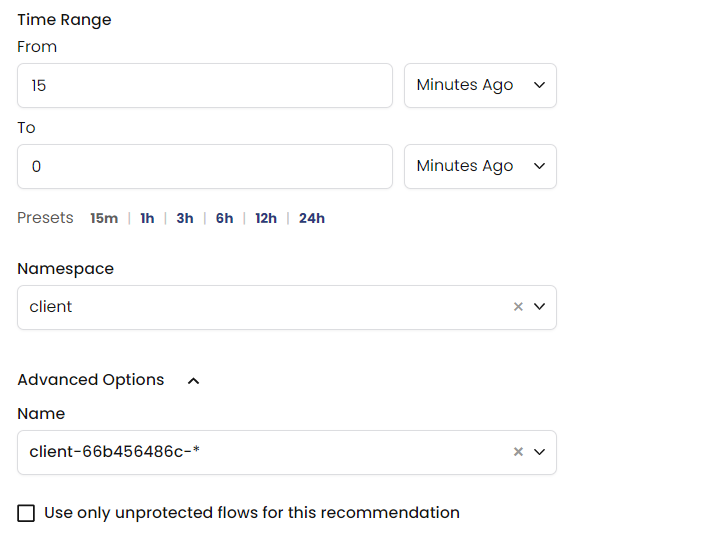 Time Range
From
15 Minutes Ago
To
0 Minutes Ago
Presets 15m | 1h | 3h | 6h | 12h | 24h
Namespace
client
Advanced Options
Name
client-66b456486c-*
Use only unprotected flows for this recommendation